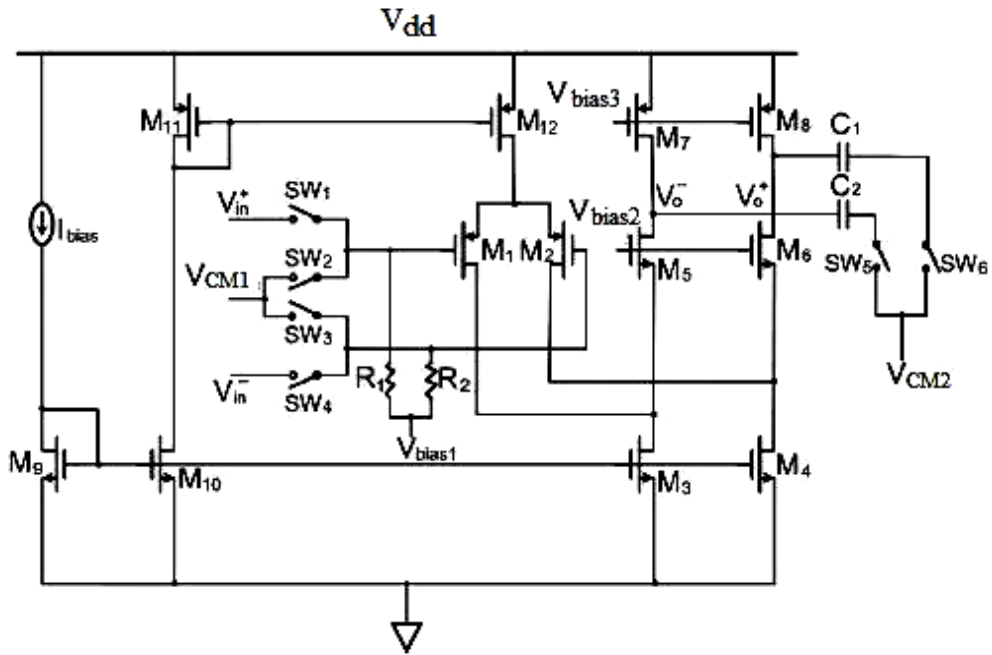 Vdd
Vbias3
M11
M12
M7
M8
C1
SW1
Vin+
Vo-
Vo+
C2
Ibias
Vbias2
SW2
M1
M2
M5
M6
SW5
SW6
VCM1
SW3
R1
R2
VCM2
Vin-
SW4
Vbias1
M9
M10
M3
M4